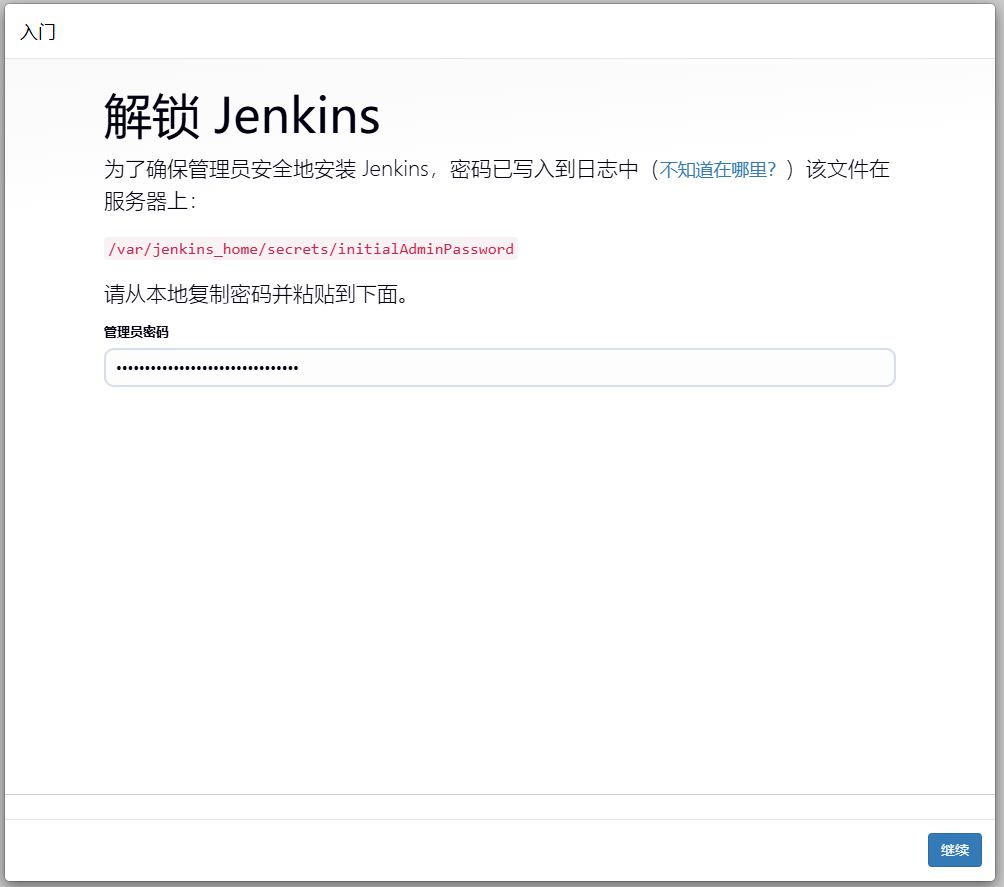 入门
解锁 Jenkins
为了确保管理员安全地安装 Jenkins，密码已写入到日志中（不知道在哪里？）该文件在
服务器上：
/var/jenkins_home/secrets/initialAdminPassword
请从本地复制密码并粘贴到下面。
管理员密码
••••••••••••••••••••••••••••••••
继续